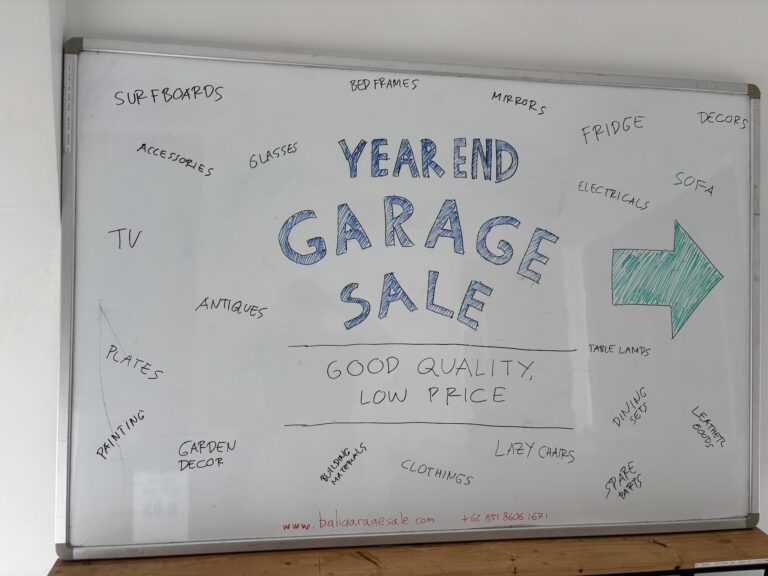 SURFBOARDS
BED FRAMES
MIRRORS
FRIDGE
DECORS
ACCESSORIES
GLASSES
YEAR END
GARAGE
SALE
ELECTRICALS
SOFA
TV
ANTIQUES
PLATES
GOOD QUALITY,
LOW PRICE
TABLE LAMPS
DINING
SETS
LEATHER
GOODS
PAINTING
GARDEN
DECOR
BUILDING
MATERIALS
CLOTHINGS
LAZY CHAIRS
SPARE
PARTS
www.baligaragesale.com
+62 851 8606 1671